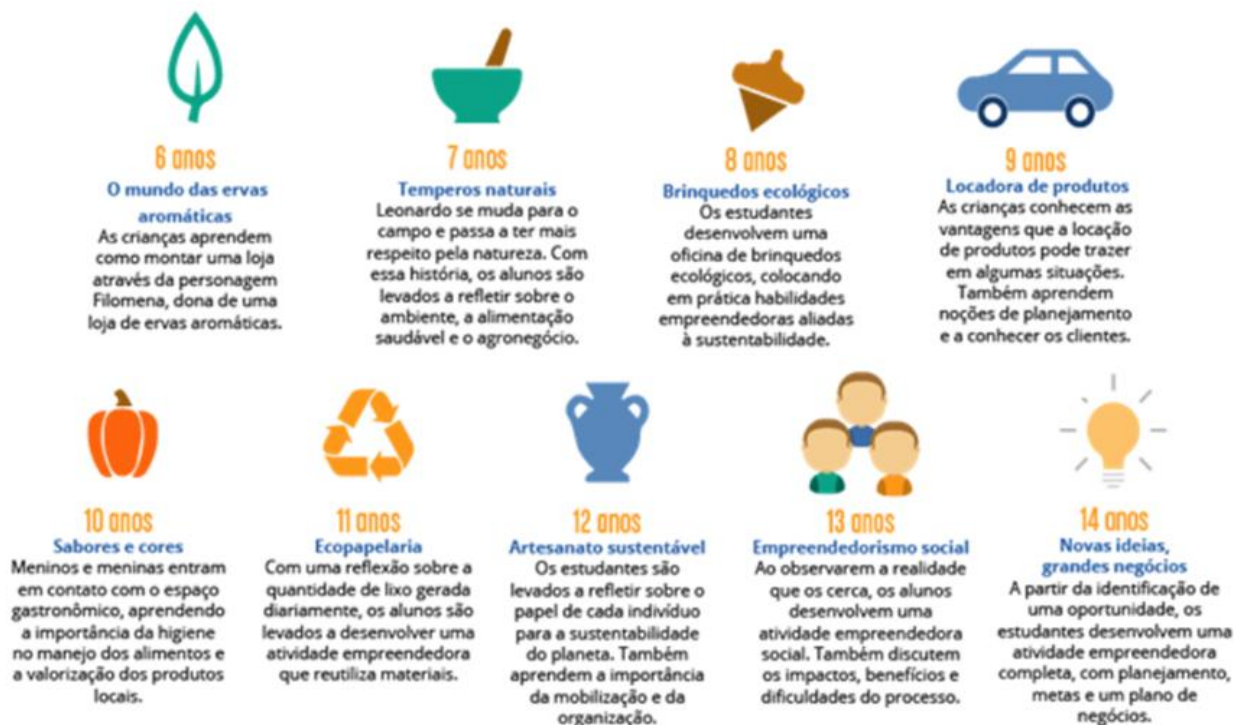 6 anos
O mundo das ervas
aromáticas
As crianças aprendem
como montar uma loja
através da personagem
Filomena, dona de uma
loja de ervas aromáticas.
7 anos
Temperos naturais
Leonardo se muda para o
campo e passa a ter mais
respeito pela natureza. Com
essa história, os alunos são
levados a refletir sobre o
ambiente, a alimentação
saudável e o agronegócio.
8 anos
Brinquedos ecológicos
Os estudantes
desenvolvem uma
oficina de brinquedos
ecológicos, colocando
em prática habilidades
empreendedoras aliadas
à sustentabilidade.
9 anos
Locadora de produtos
As crianças conhecem as
vantagens que a locação
de produtos pode trazer
em algumas situações.
Também aprendem
noções de planejamento
e a conhecer os clientes.
10 anos
Sabores e cores
Meninos e meninas entram
em contato com o espaço
gastronômico, aprendendo
a importância da higiene
no manejo dos alimentos e
a valorização dos produtos
locais.
11 anos
Ecopapelaria
Com uma reflexão sobre a
quantidade de lixo gerada
diariamente, os alunos são
levados a desenvolver uma
atividade empreendedora
que reutiliza materiais.
12 anos
Artesanato sustentável
Os estudantes são
levados a refletir sobre o
papel de cada indivíduo
para a sustentabilidade
do planeta. Também
aprendem a importância
da mobilização e da
organização.
13 anos
Empreendedorismo social
Ao observarem a realidade
que os cerca, os alunos
desenvolvem uma
atividade empreendedora
social. Também discutem
os impactos, benefícios e
dificuldades do processo.
14 anos
Novas ideias,
grandes negócios
A partir da identificação de
uma oportunidade, os
estudantes desenvolvem uma
atividade empreendedora
completa, com planejamento,
metas e um plano de
negócios.